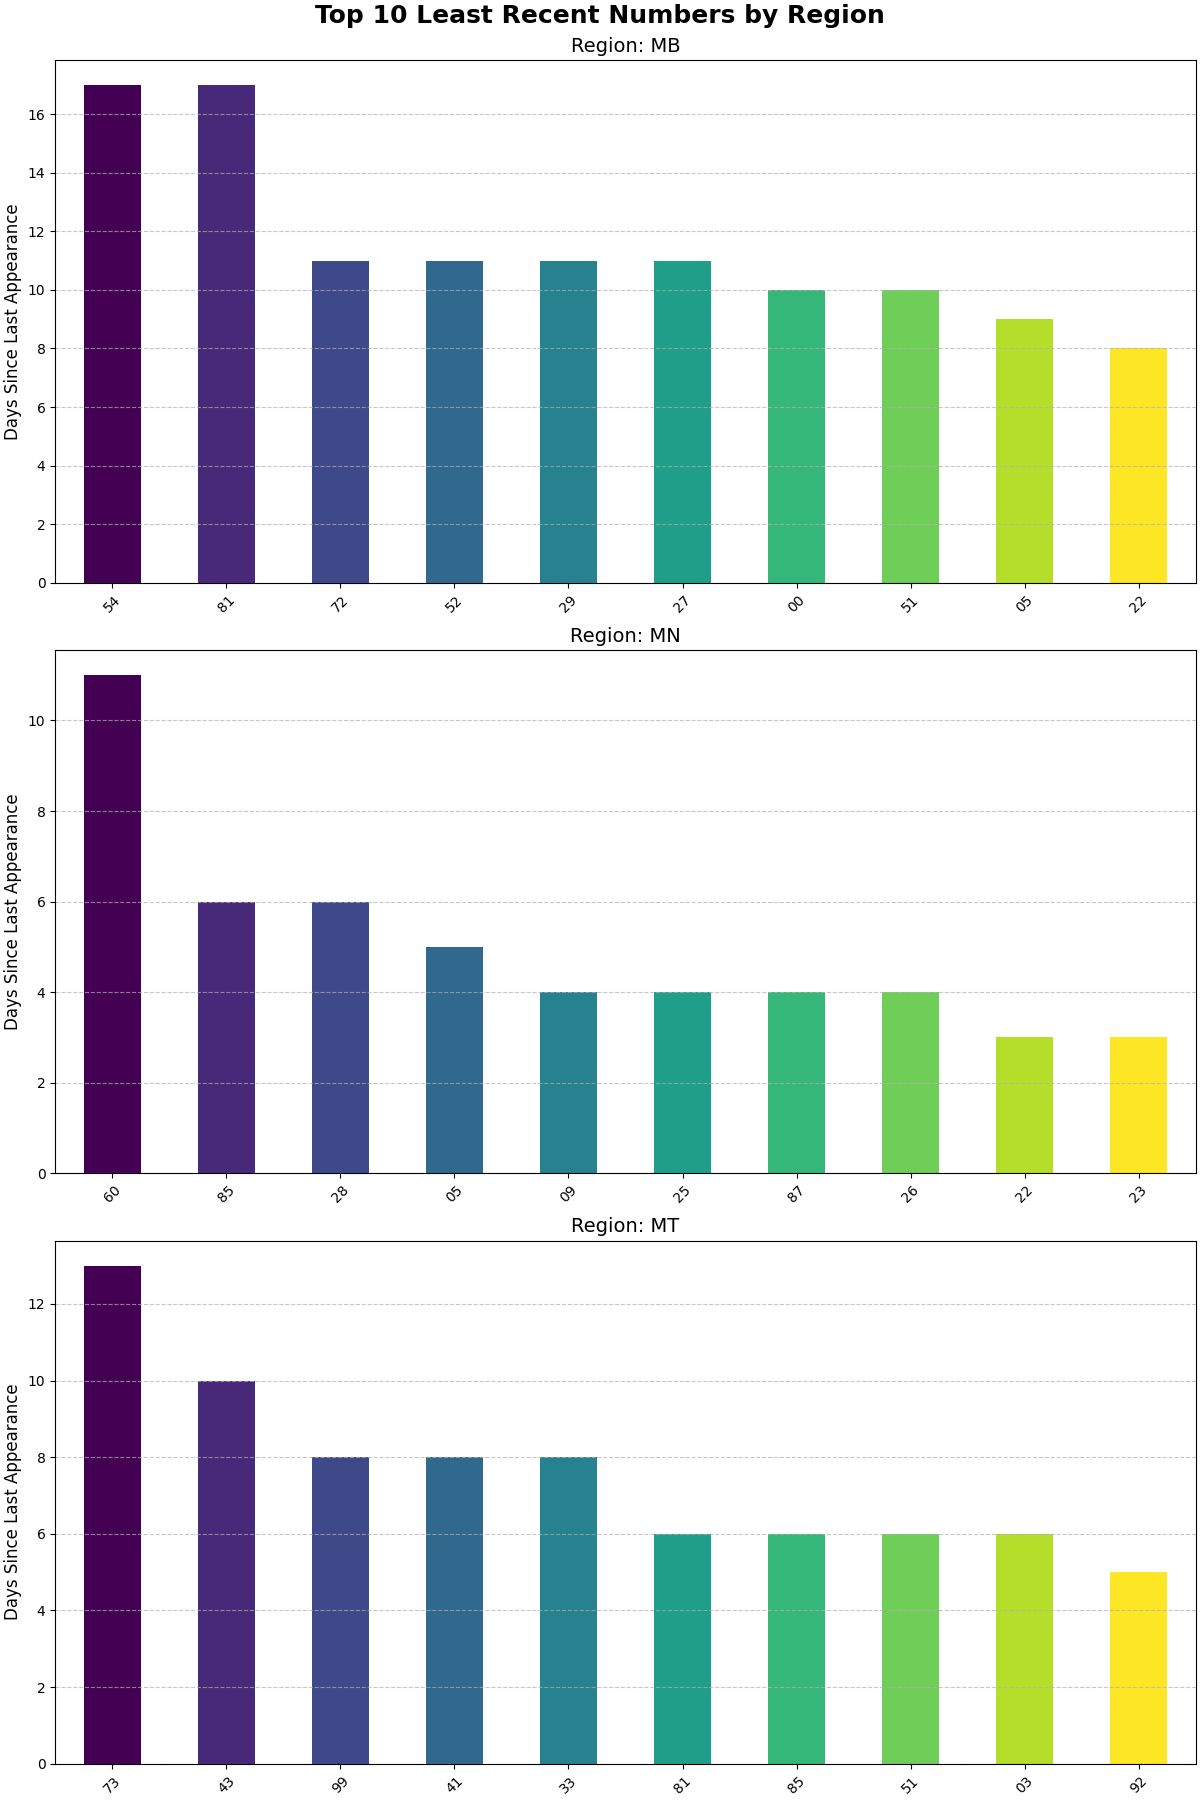 Top 10 Least Recent Numbers by Region
Region: MB
Days Since Last Appearance
16
14
12
10
8
6
4
2
0
54 81 72 52 29 27 00 51 05 22
Region: MN
Days Since Last Appearance
10
8
6
4
2
0
60 85 28 05 09 25 87 26 22 23
Region: MT
Days Since Last Appearance
12
10
8
6
4
2
0
73 43 99 41 33 81 85 51 03 92